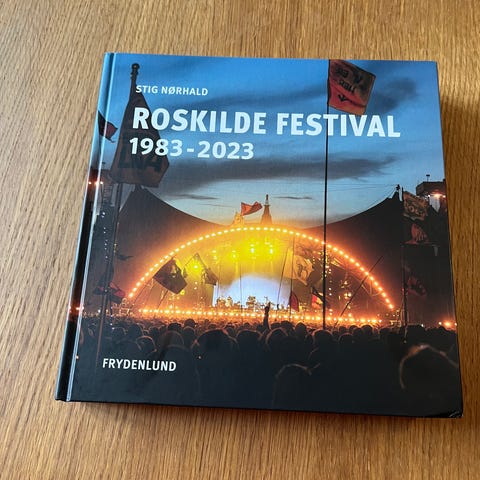 STIG NØRHALD
ROSKILDE FESTIVAL
1983-2023
FRYDENLUND